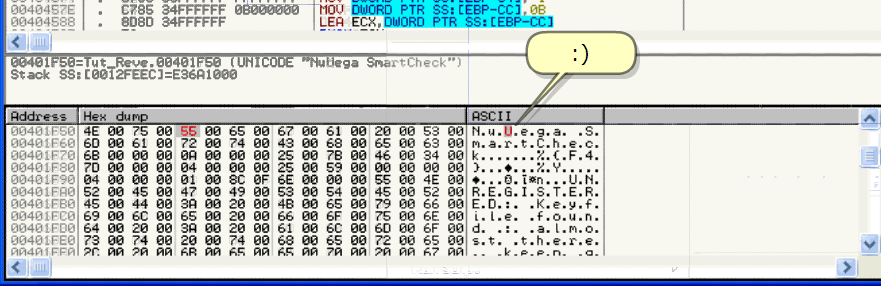 0040457E . C785 34FFFFFF 0B000000 MOV DWORD PTR SS:[EBP-CC],0B
00404588 . 8D8D 34FFFFFF LEA ECX,DWORD PTR SS:[EBP-CC]
00401F50=Tut_Reve.00401F50 (UNICODE "NuUega SmartCheck")
Stack SS:[0012FEEC]=E36A1000
:)
Address Hex dump ASCII
00401F50 4E 00 75 00 55 00 65 00 67 00 61 00 20 00 53 00 N.u.U.e.g.a. .S.
00401F60 6D 00 61 00 72 00 74 00 43 00 68 00 65 00 63 00 m.a.r.t.C.h.e.c.
00401F70 6B 00 00 00 0A 00 00 00 25 00 7B 00 46 00 34 00 k.......%.{.F.4.
00401F80 7D 00 00 00 04 00 00 00 25 00 59 00 00 00 00 00 }...♦...%.Y.....
00401F90 04 00 00 00 0F 6E 00 00 00 55 00 4E 00
00401FA0 52 00 45 00 47 00 49 00 53 00 54 00 45 00 52 00 R.E.G.I.S.T.E.R.
00401FB0 45 00 44 00 3A 00 20 00 4B 00 65 00 79 00 66 00 E.D.:. .K.e.y.f.
00401FC0 69 00 6C 00 65 00 20 00 66 00 6F 00 75 00 6E 00 i.l.e. .f.o.u.n.
00401FD0 64 00 20 00 3A 00 20 00 61 00 6C 00 6D 00 6F 00 d. .:. .a.l.m.o.
00401FE0 73 00 74 00 20 00 74 00 68 00 65 00 72 00 65 00 s.t. .t.h.e.r.e.
00401FF0 2C 00 20 00 6B 00 65 00 65 00 70 00 20 00 67 00 ,. .k.e.e.p. .g.